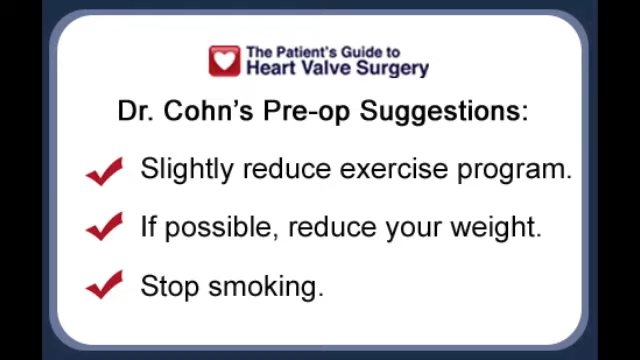 The Patient's Guide to
Heart Valve Surgery
Dr. Cohn's Pre-op Suggestions:
Slightly reduce exercise program.
If possible, reduce your weight.
Stop smoking.